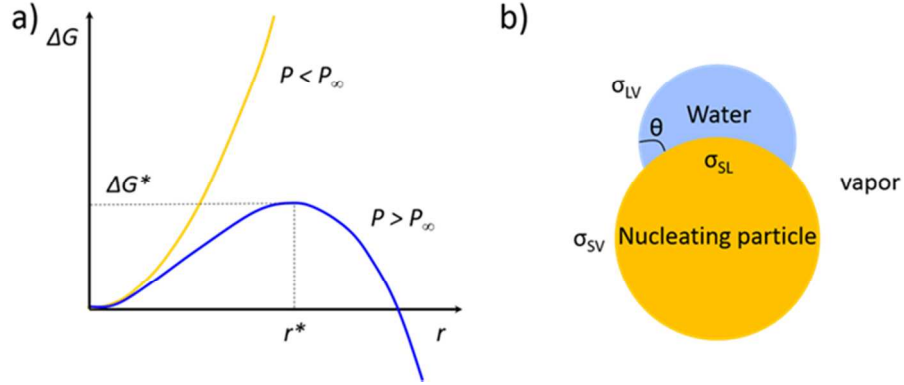 a)
ΔG
P < P∞
ΔG*
P > P∞
r*
r
b)
σLV
Water
θ
σSL
vapor
σSV
Nucleating particle